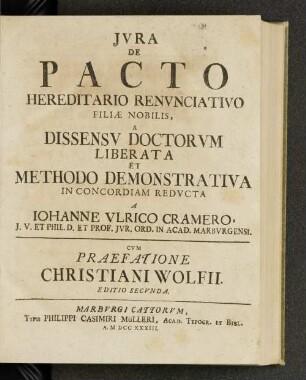 JVRA
DE
PACTO
HEREDITARIO RENVNCIATIVO
FILIÆ NOBILIS,
A
DISSENSV DOCTORVM
LIBERATA
ET
METHODO DEMONSTRATIVA
IN CONCORDIAM REDVCTA
A
IOHANNE VLRICO CRAMERO,
J. V. ET PHIL. D. ET PROF. JVR. ORD. IN ACAD. MARBVRGENSI.
CVM
PRAEFATIONE
CHRISTIANI WOLFII.
EDITIO SECVNDA.
MARBVRGI CATTORVM,
Typis PHILIPPI CASIMIRI MüLLERI, Acad. Typogr. et Bibl.
A. M DCC XXXIII.